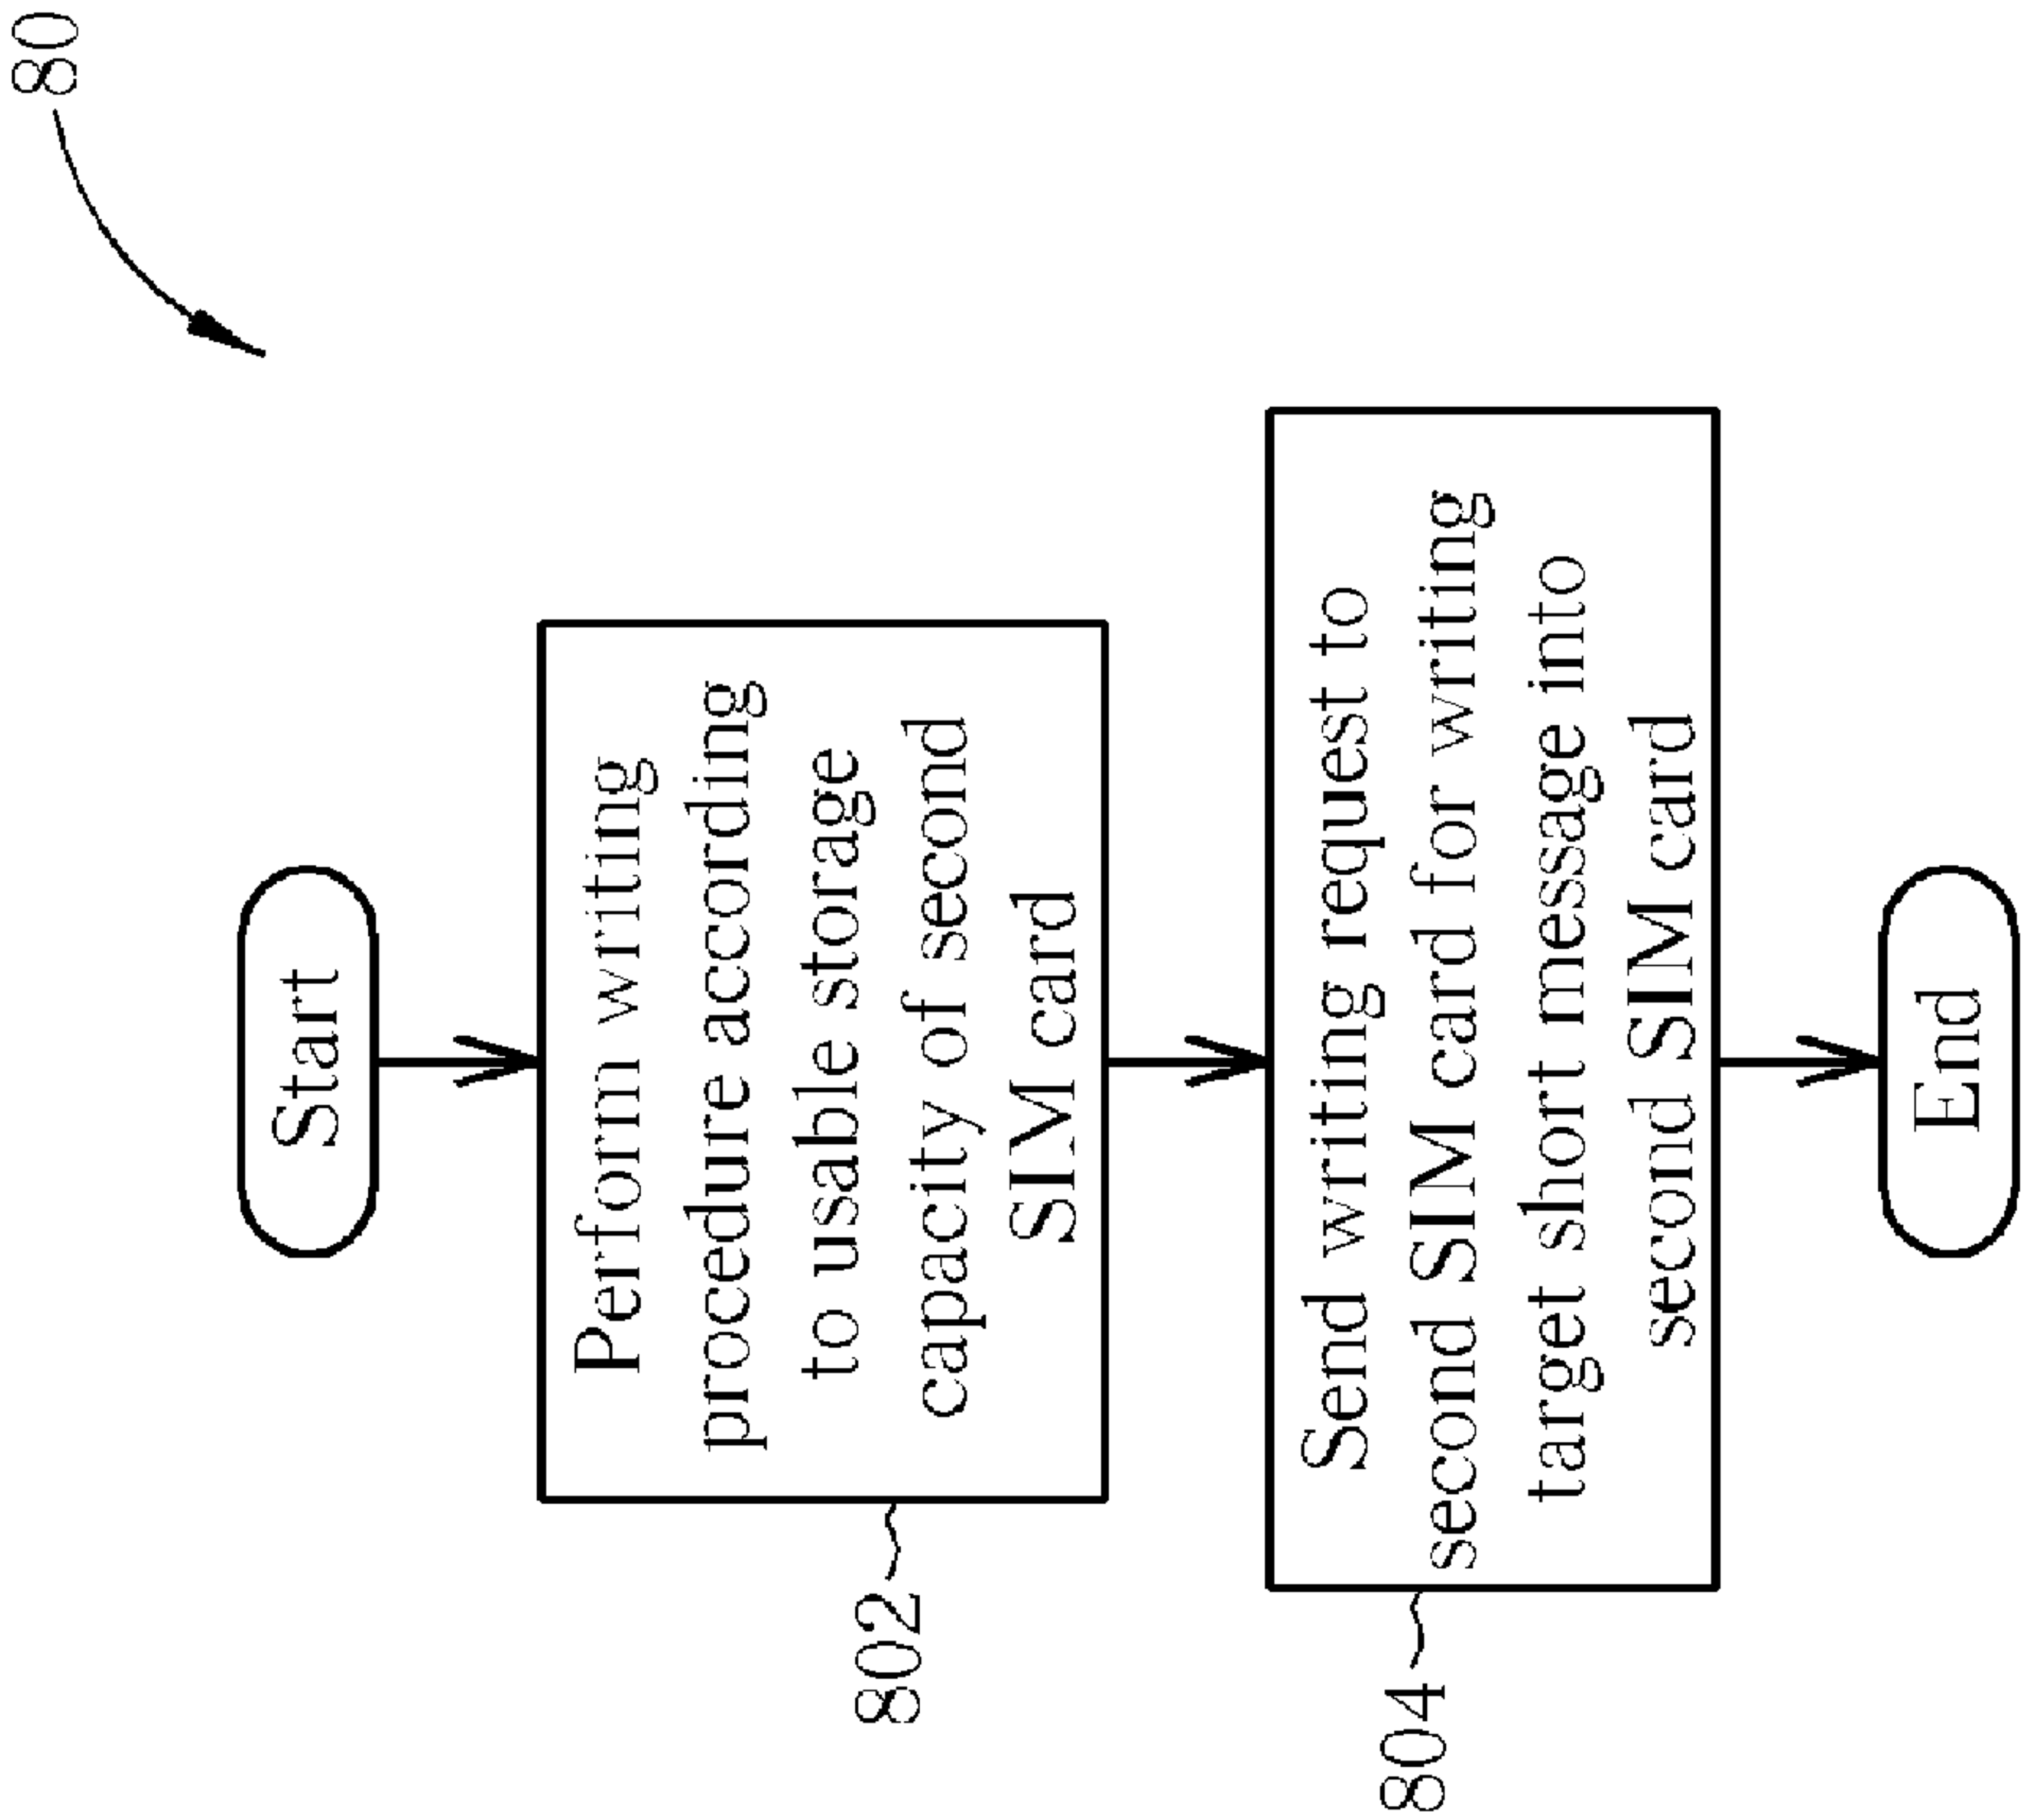 80
Start
Perform writing
procedure according
to usable storage
capacity of second
SIM card
802
Send writing request to
second SIM card for writing
target short message into
second SIM card
804
End